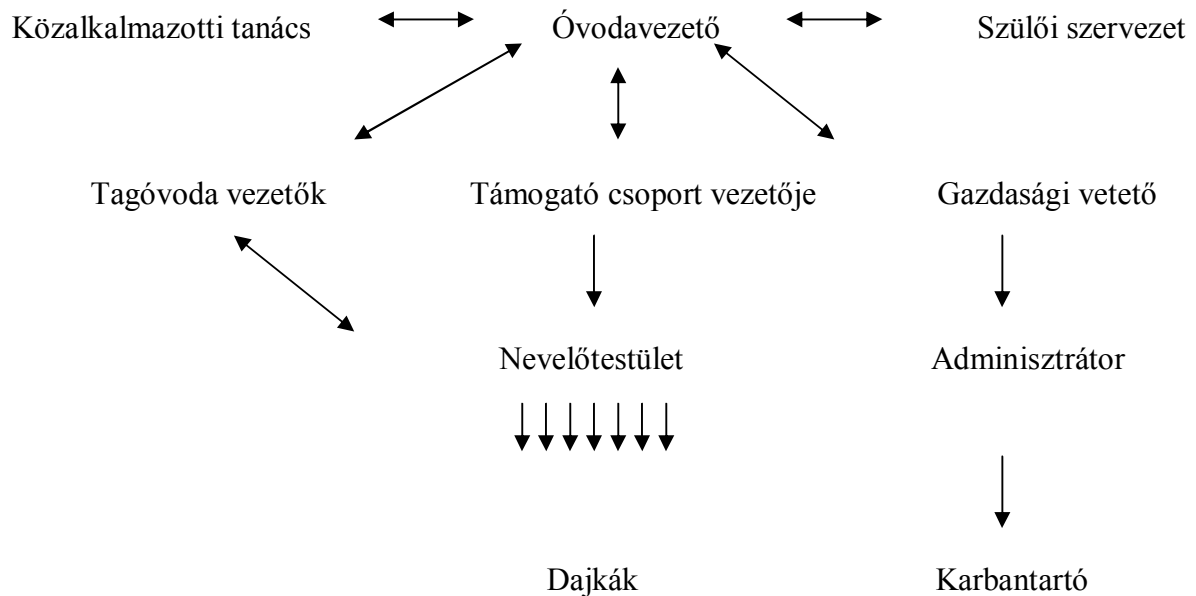 Közalkalmazotti tanács Óvodavezető Szülői szervezet
Tagóvoda vezetők Támogató csoport vezetője Gazdasági vetető
Nevelőtestület Adminisztrátor
Dajkák Karbantartó